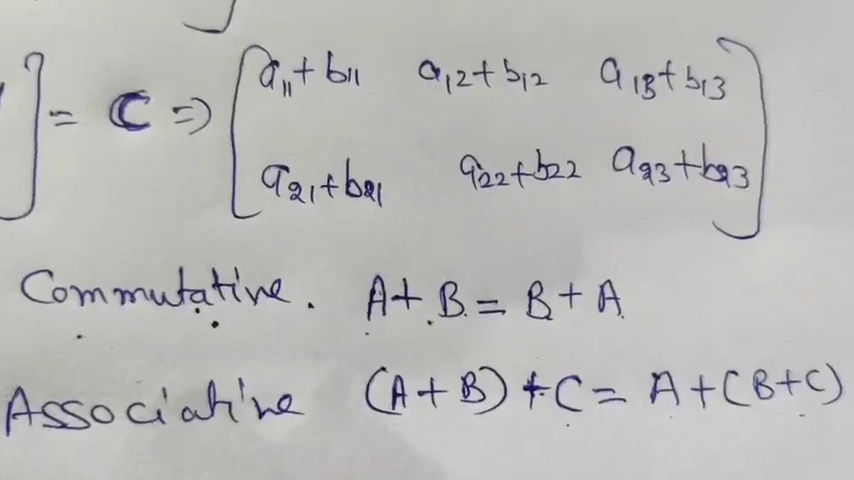 ] = C => [ a11 + b11 a12 + b12 a13 + b13
a21 + b21 a22 + b22 a23 + b23 ]
Commutative. A + B = B + A
Associative (A + B) + C = A + (B + C)